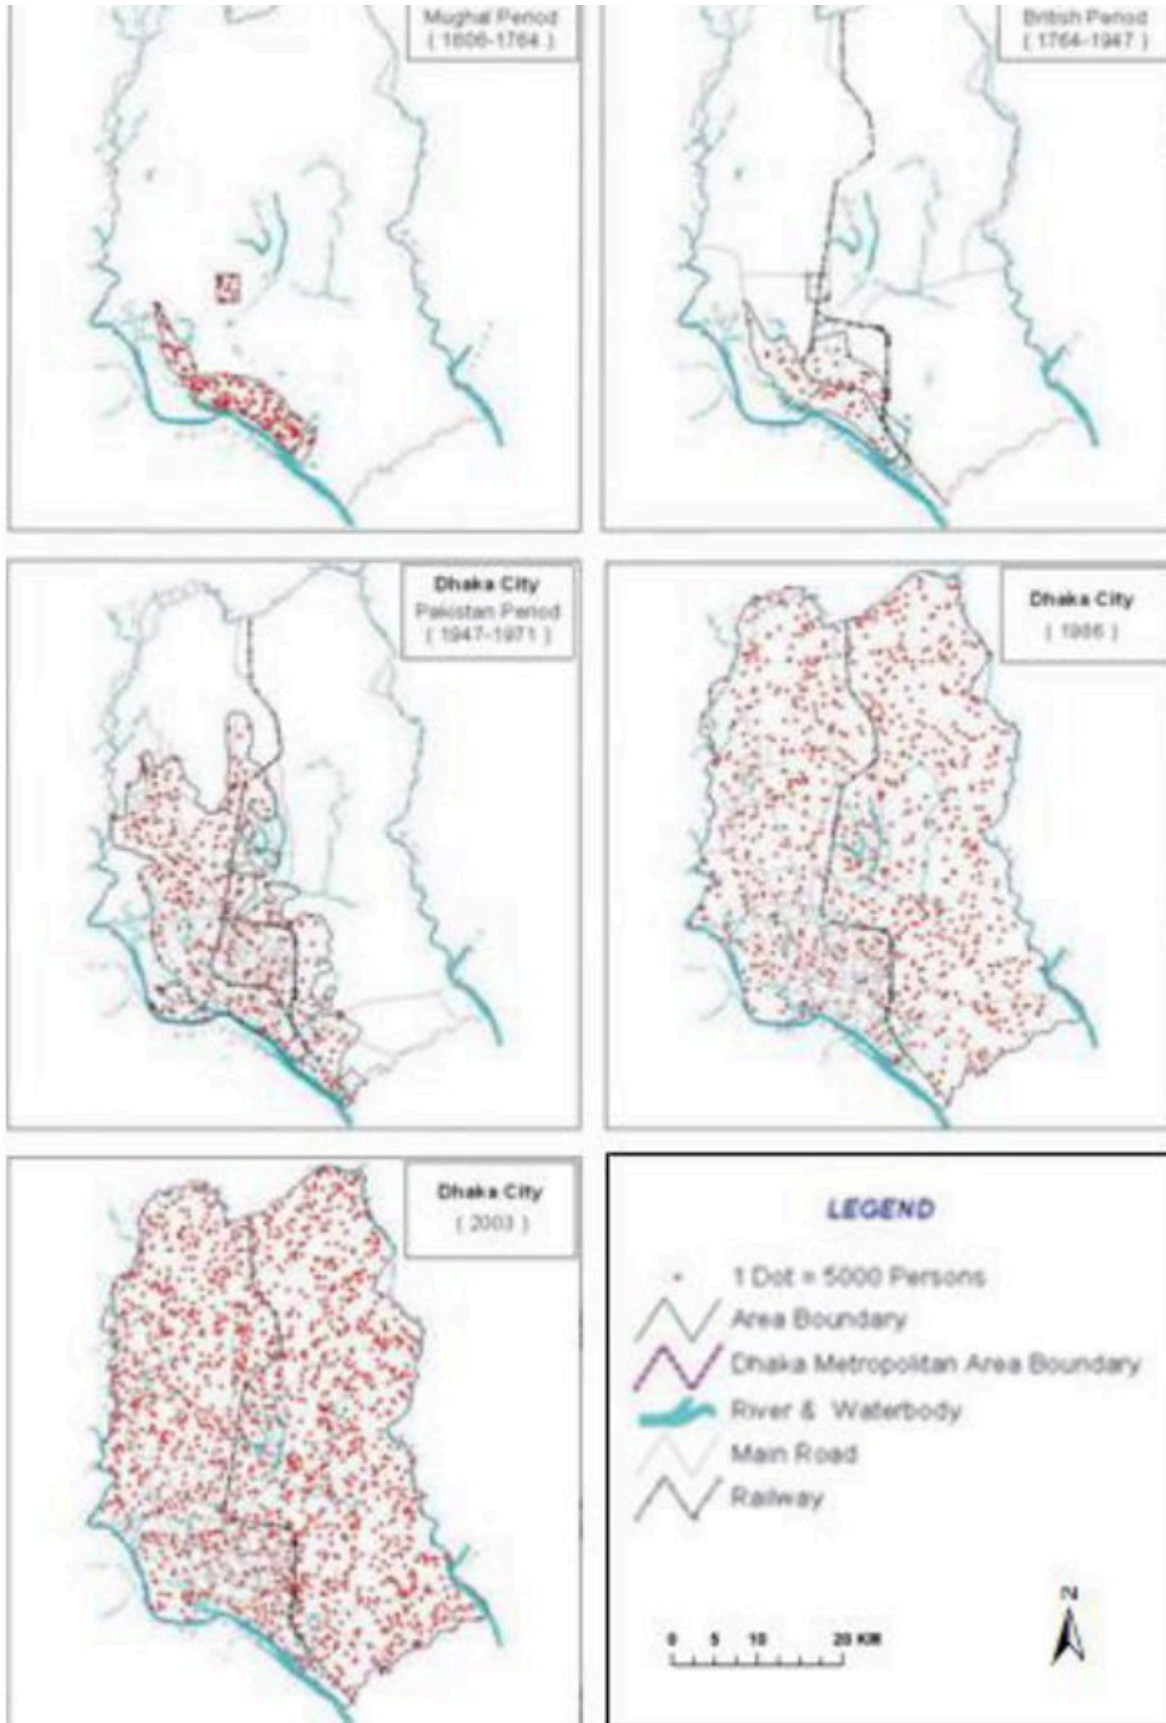 Mughal Period
( 1606-1764 )
British Period
( 1764-1947 )
Dhaka City
Pakistan Period
( 1947-1971 )
Dhaka City
( 1986 )
Dhaka City
( 2003 )
LEGEND
1 Dot = 5000 Persons
Area Boundary
Dhaka Metropolitan Area Boundary
River & Waterbody
Main Road
Railway
N
0 5 10 20 KM